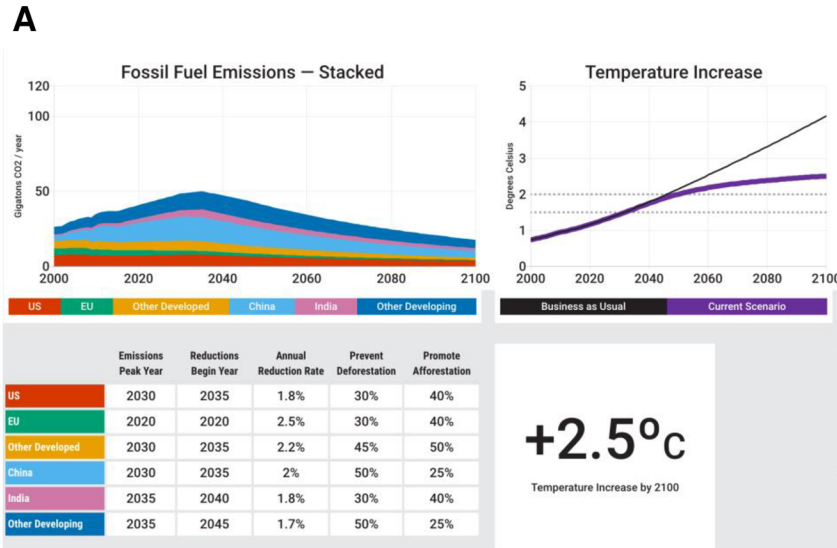 A
Fossil Fuel Emissions — Stacked
Gigatons CO2 / year
120
100
50
0
2000 2020 2040 2060 2080 2100
US EU Other Developed China India Other Developing
Temperature Increase
Degrees Celsius
5
4
3
2
1
0
2000 2020 2040 2060 2080 2100
Business as Usual Current Scenario
Emissions Peak Year Reductions Begin Year Annual Reduction Rate Prevent Deforestation Promote Afforestation
US 2030 2035 1.8% 30% 40%
EU 2020 2020 2.5% 30% 40%
Other Developed 2030 2035 2.2% 45% 50%
China 2030 2035 2% 50% 25%
India 2035 2040 1.8% 30% 40%
Other Developing 2035 2045 1.7% 50% 25%
+2.5°C
Temperature Increase by 2100